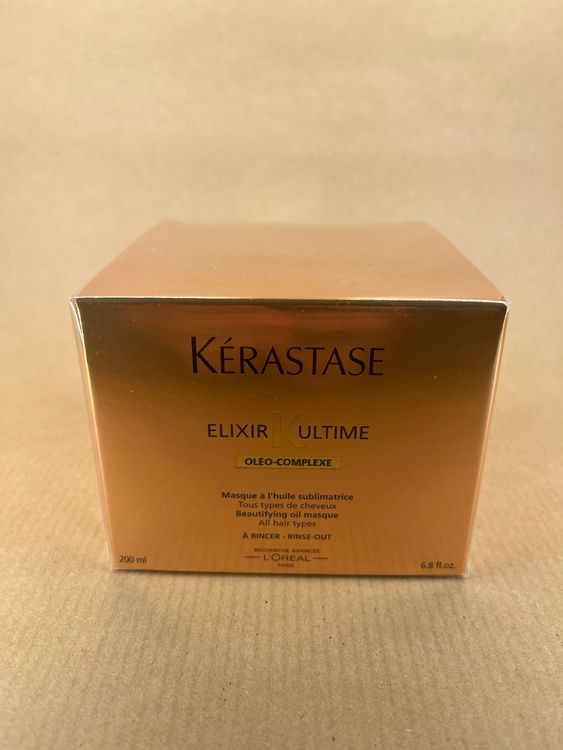 KÉRASTASE
ELIXIR K ULTIME
OLÉO-COMPLEXE
Masque à l'huile sublimatrice
Tous types de cheveux
Beautifying oil masque
All hair types
À RINCER - RINSE-OUT
RECHERCHE AVANCÉE
L'ORÉAL
PARIS
200 ml
6.8 fl.oz.